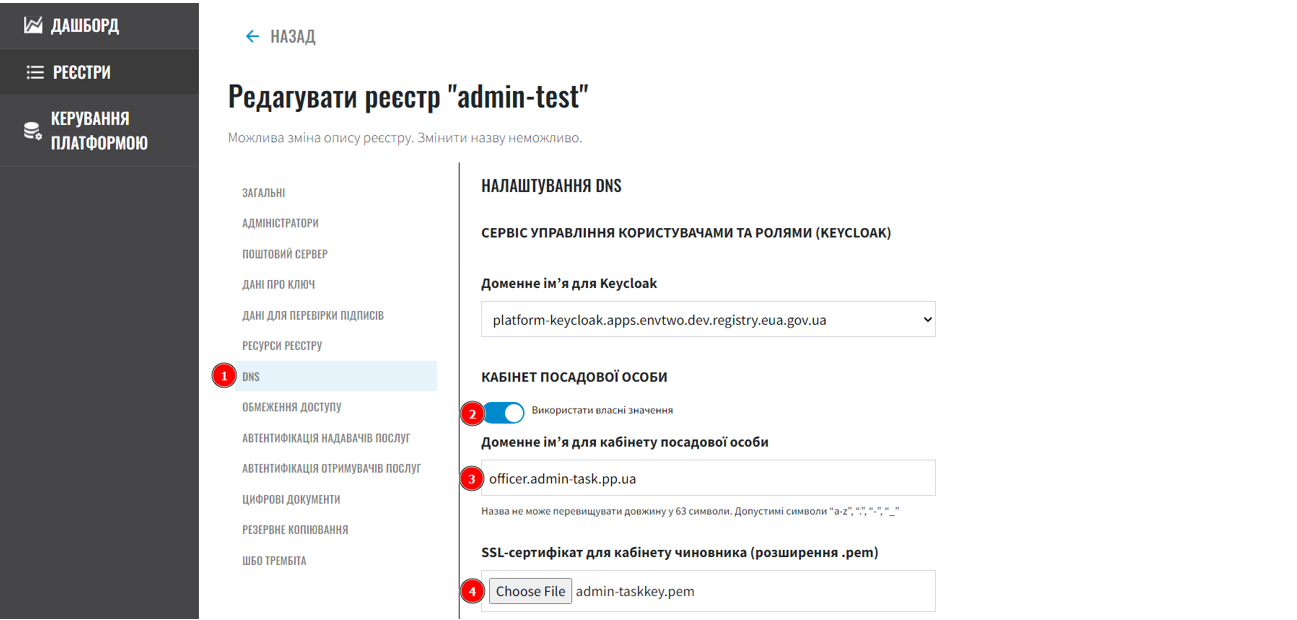 ДАШБОРД
РЕЄСТРИ
КЕРУВАННЯ
ПЛАТФОРМОЮ
НАЗАД
Редагувати реєстр "admin-test"
Можлива зміна опису реєстру. Змінити назву неможливо.
ЗАГАЛЬНІ
АДМІНІСТРАТОРИ
ПОШТОВИЙ СЕРВЕР
ДАНІ ПРО КЛЮЧ
ДАНІ ДЛЯ ПЕРЕВІРКИ ПІДПИСІВ
РЕСУРСИ РЕЄСТРУ
1 DNS
ОБМЕЖЕННЯ ДОСТУПУ
АВТЕНТИФІКАЦІЯ НАДАВАЧІВ ПОСЛУГ
АВТЕНТИФІКАЦІЯ ОТРИМУВАЧІВ ПОСЛУГ
ЦИФРОВІ ДОКУМЕНТИ
РЕЗЕРВНЕ КОПІЮВАННЯ
ШБО ТРЕМБІТА
НАЛАШТУВАННЯ DNS
СЕРВІС УПРАВЛІННЯ КОРИСТУВАЧАМИ ТА РОЛЯМИ (KEYCLOAK)
Доменне ім’я для Keycloak
platform-keycloak.apps.envtwo.dev.registry.eua.gov.ua
КАБІНЕТ ПОСАДОВОЇ ОСОБИ
2 Використати власні значення
Доменне ім’я для кабінету посадової особи
3 officer.admin-task.pp.ua
Назва не може перевищувати довжину у 63 символи. Допустимі символи “a-z”, “.”, “-”, “_”
SSL-сертифікат для кабінету чиновника (розширення .pem)
4 Choose File admin-taskkey.pem